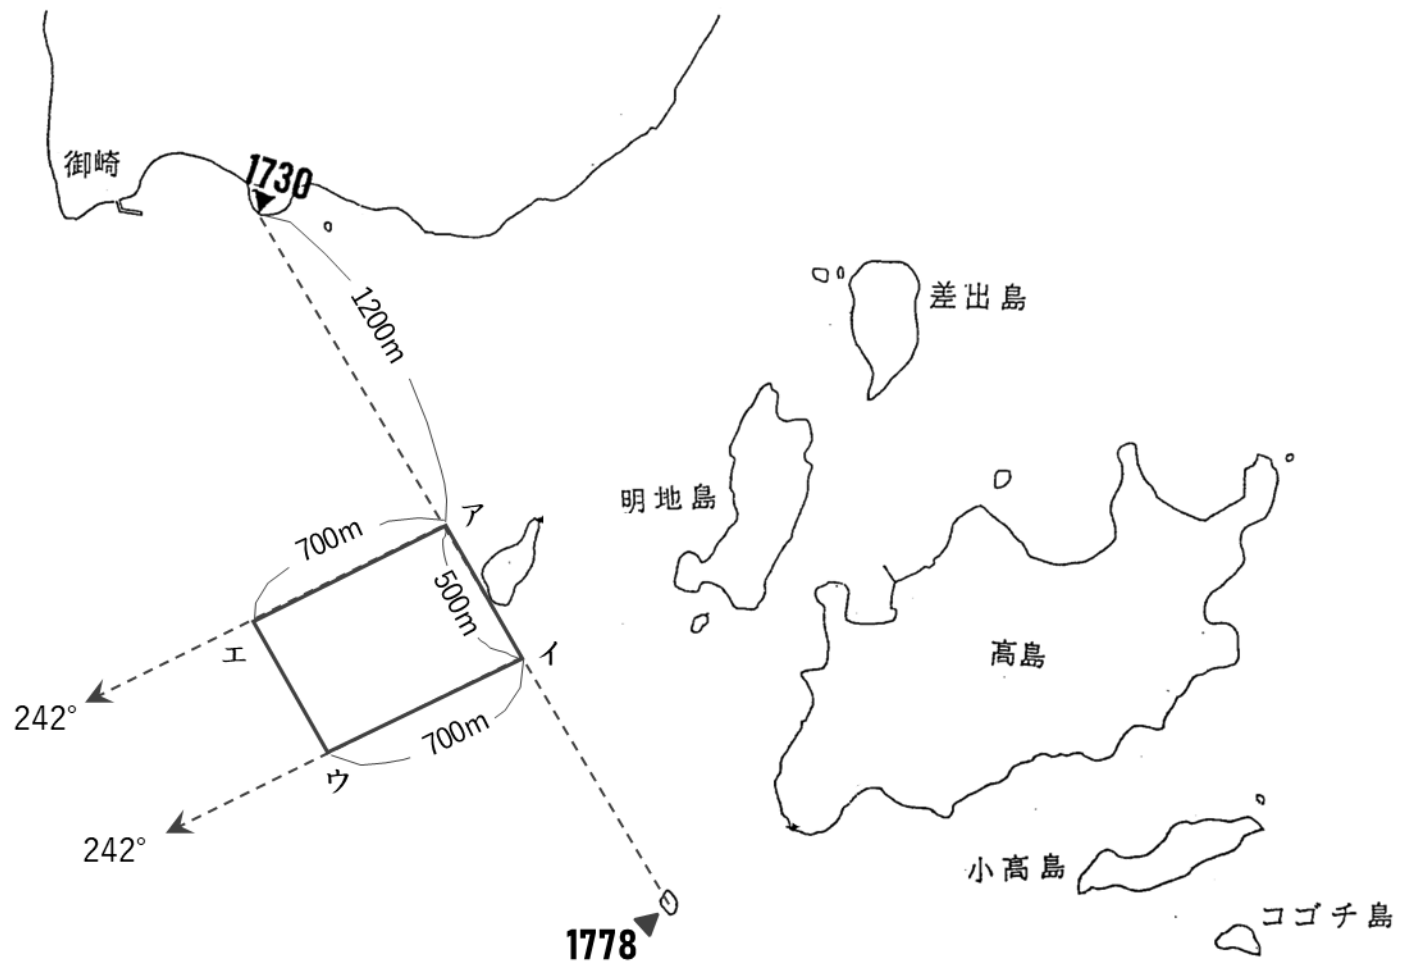 御崎
1730
差出島
1200m
明地島
ア
700m
500m
高島
イ
エ
242°
700m
ウ
242°
小高島
コゴチ島
1778